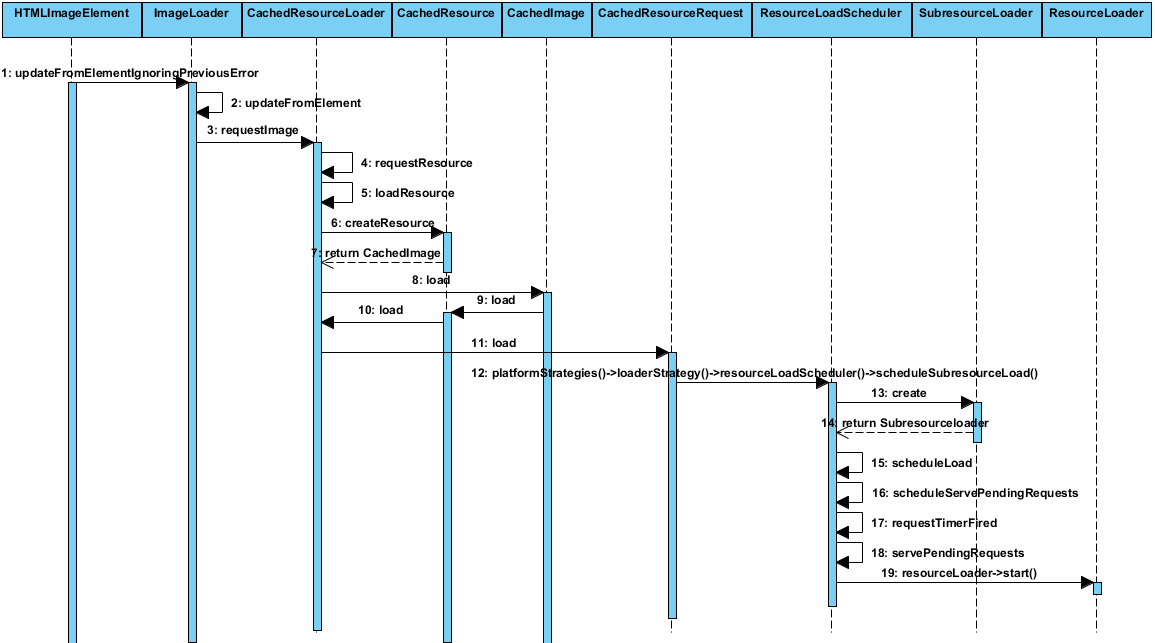 HTMLImageElement
ImageLoader
CachedResourceLoader
CachedResource
CachedImage
CachedResourceRequest
ResourceLoadScheduler
SubresourceLoader
ResourceLoader
1: updateFromElementIgnoringPreviousError
2: updateFromElement
3: requestImage
4: requestResource
5: loadResource
6: createResource
7: return CachedImage
8: load
9: load
10: load
11: load
12: platformStrategies()->loaderStrategy()->resourceLoadScheduler()->scheduleSubresourceLoad()
13: create
14: return Subresourceloader
15: scheduleLoad
16: scheduleServePendingRequests
17: requestTimerFired
18: servePendingRequests
19: resourceLoader->start()